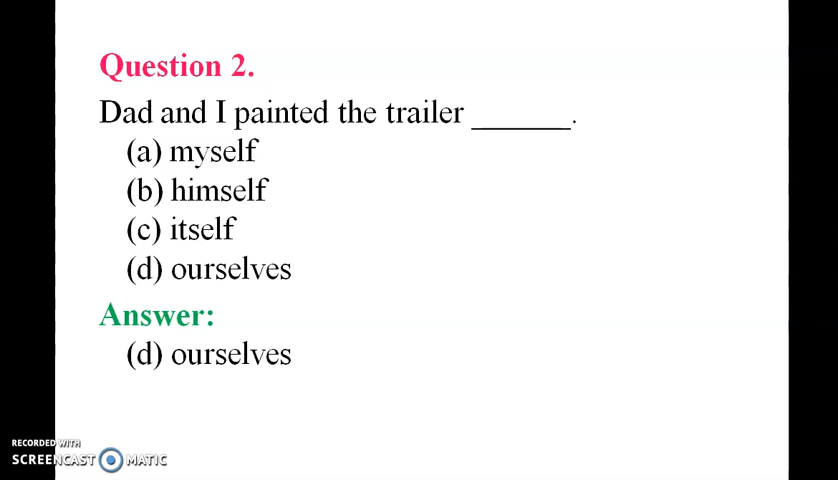 Question 2.
Dad and I painted the trailer ______.
(a) myself
(b) himself
(c) itself
(d) ourselves
Answer:
(d) ourselves
RECORDED WITH
SCREENCAST MATIC